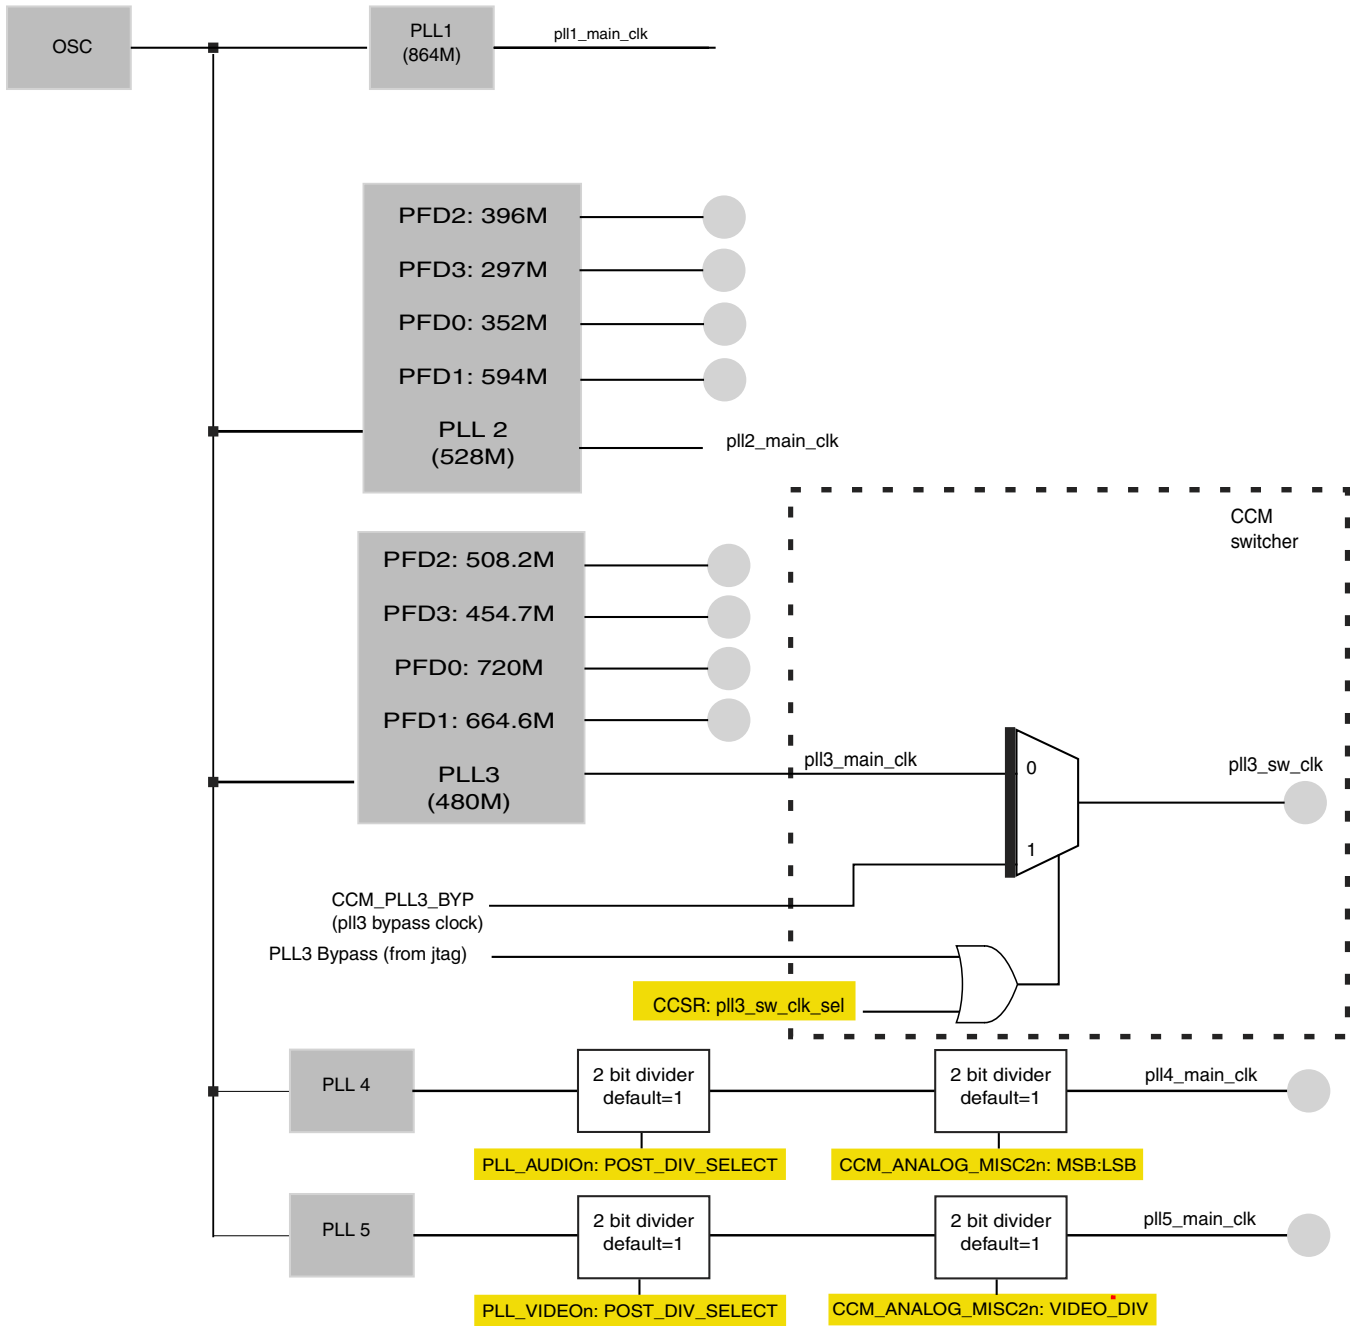 OSC
PLL1
(864M)
pll1_main_clk
PFD2: 396M
PFD3: 297M
PFD0: 352M
PFD1: 594M
PLL 2
(528M)
pll2_main_clk
CCM
switcher
PFD2: 508.2M
PFD3: 454.7M
PFD0: 720M
PFD1: 664.6M
PLL3
(480M)
pll3_main_clk
0
1
pll3_sw_clk
CCM_PLL3_BYP
(pll3 bypass clock)
PLL3 Bypass (from jtag)
CCSR: pll3_sw_clk_sel
PLL 4
2 bit divider
default=1
2 bit divider
default=1
pll4_main_clk
PLL_AUDIOn: POST_DIV_SELECT
CCM_ANALOG_MISC2n: MSB:LSB
PLL 5
2 bit divider
default=1
2 bit divider
default=1
pll5_main_clk
PLL_VIDEOn: POST_DIV_SELECT
CCM_ANALOG_MISC2n: VIDEO_DIV